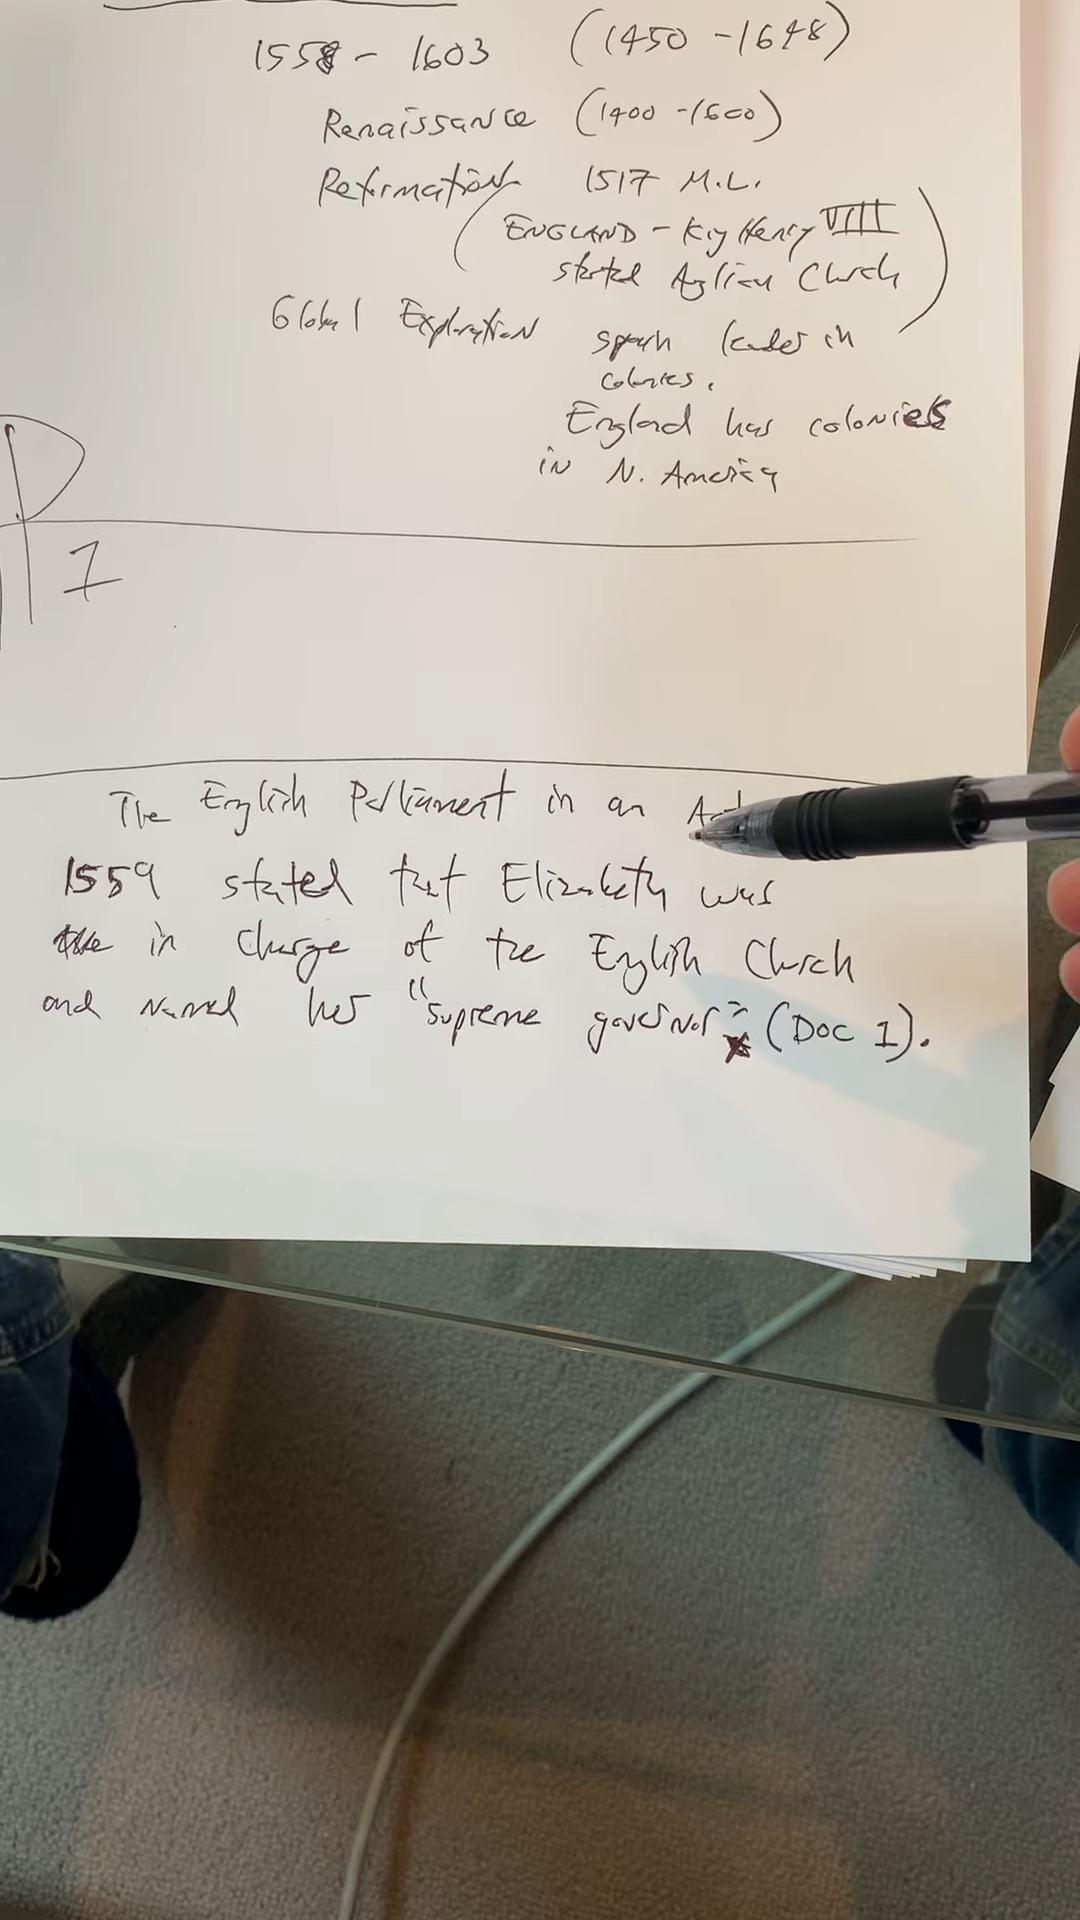 1558 - 1603 (1450 - 1648)
Renaissance (1400 - 1600)
Reformation 1517 M.L.
(ENGLAND - King Henry VIII
started Anglican Church)
Global Exploration Spain leader in
colonies.
England has colonies
in N. America
1
The English Parliament in an Act
1559 stated that Elizabeth was
in charge of the English Church
and named her "supreme governor" (Doc 1).